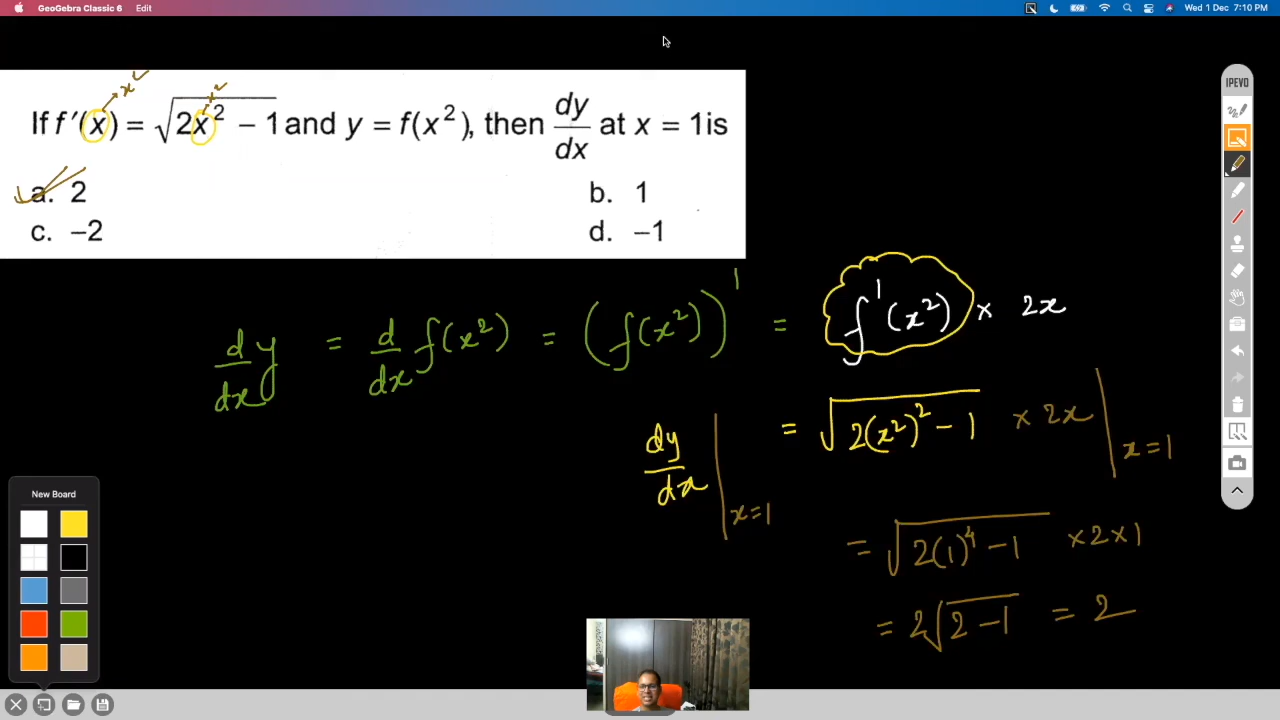 GeoGebra Classic 6 Edit Wed 1 Dec 7:10 PM
x²
x²
If f′(x) = √(2x² − 1) and y = f(x²), then dy/dx at x = 1 is
a. 2
b. 1
c. −2
d. −1
IPEVO
d/dx y = d/dx f(x²) = (f(x²))' = f'(x²) × 2x
dy/dx |x=1 = √(2(x²)² − 1) × 2x |x=1
= √(2(1)⁴ − 1) × 2 × 1
= 2√(2 − 1) = 2
New Board